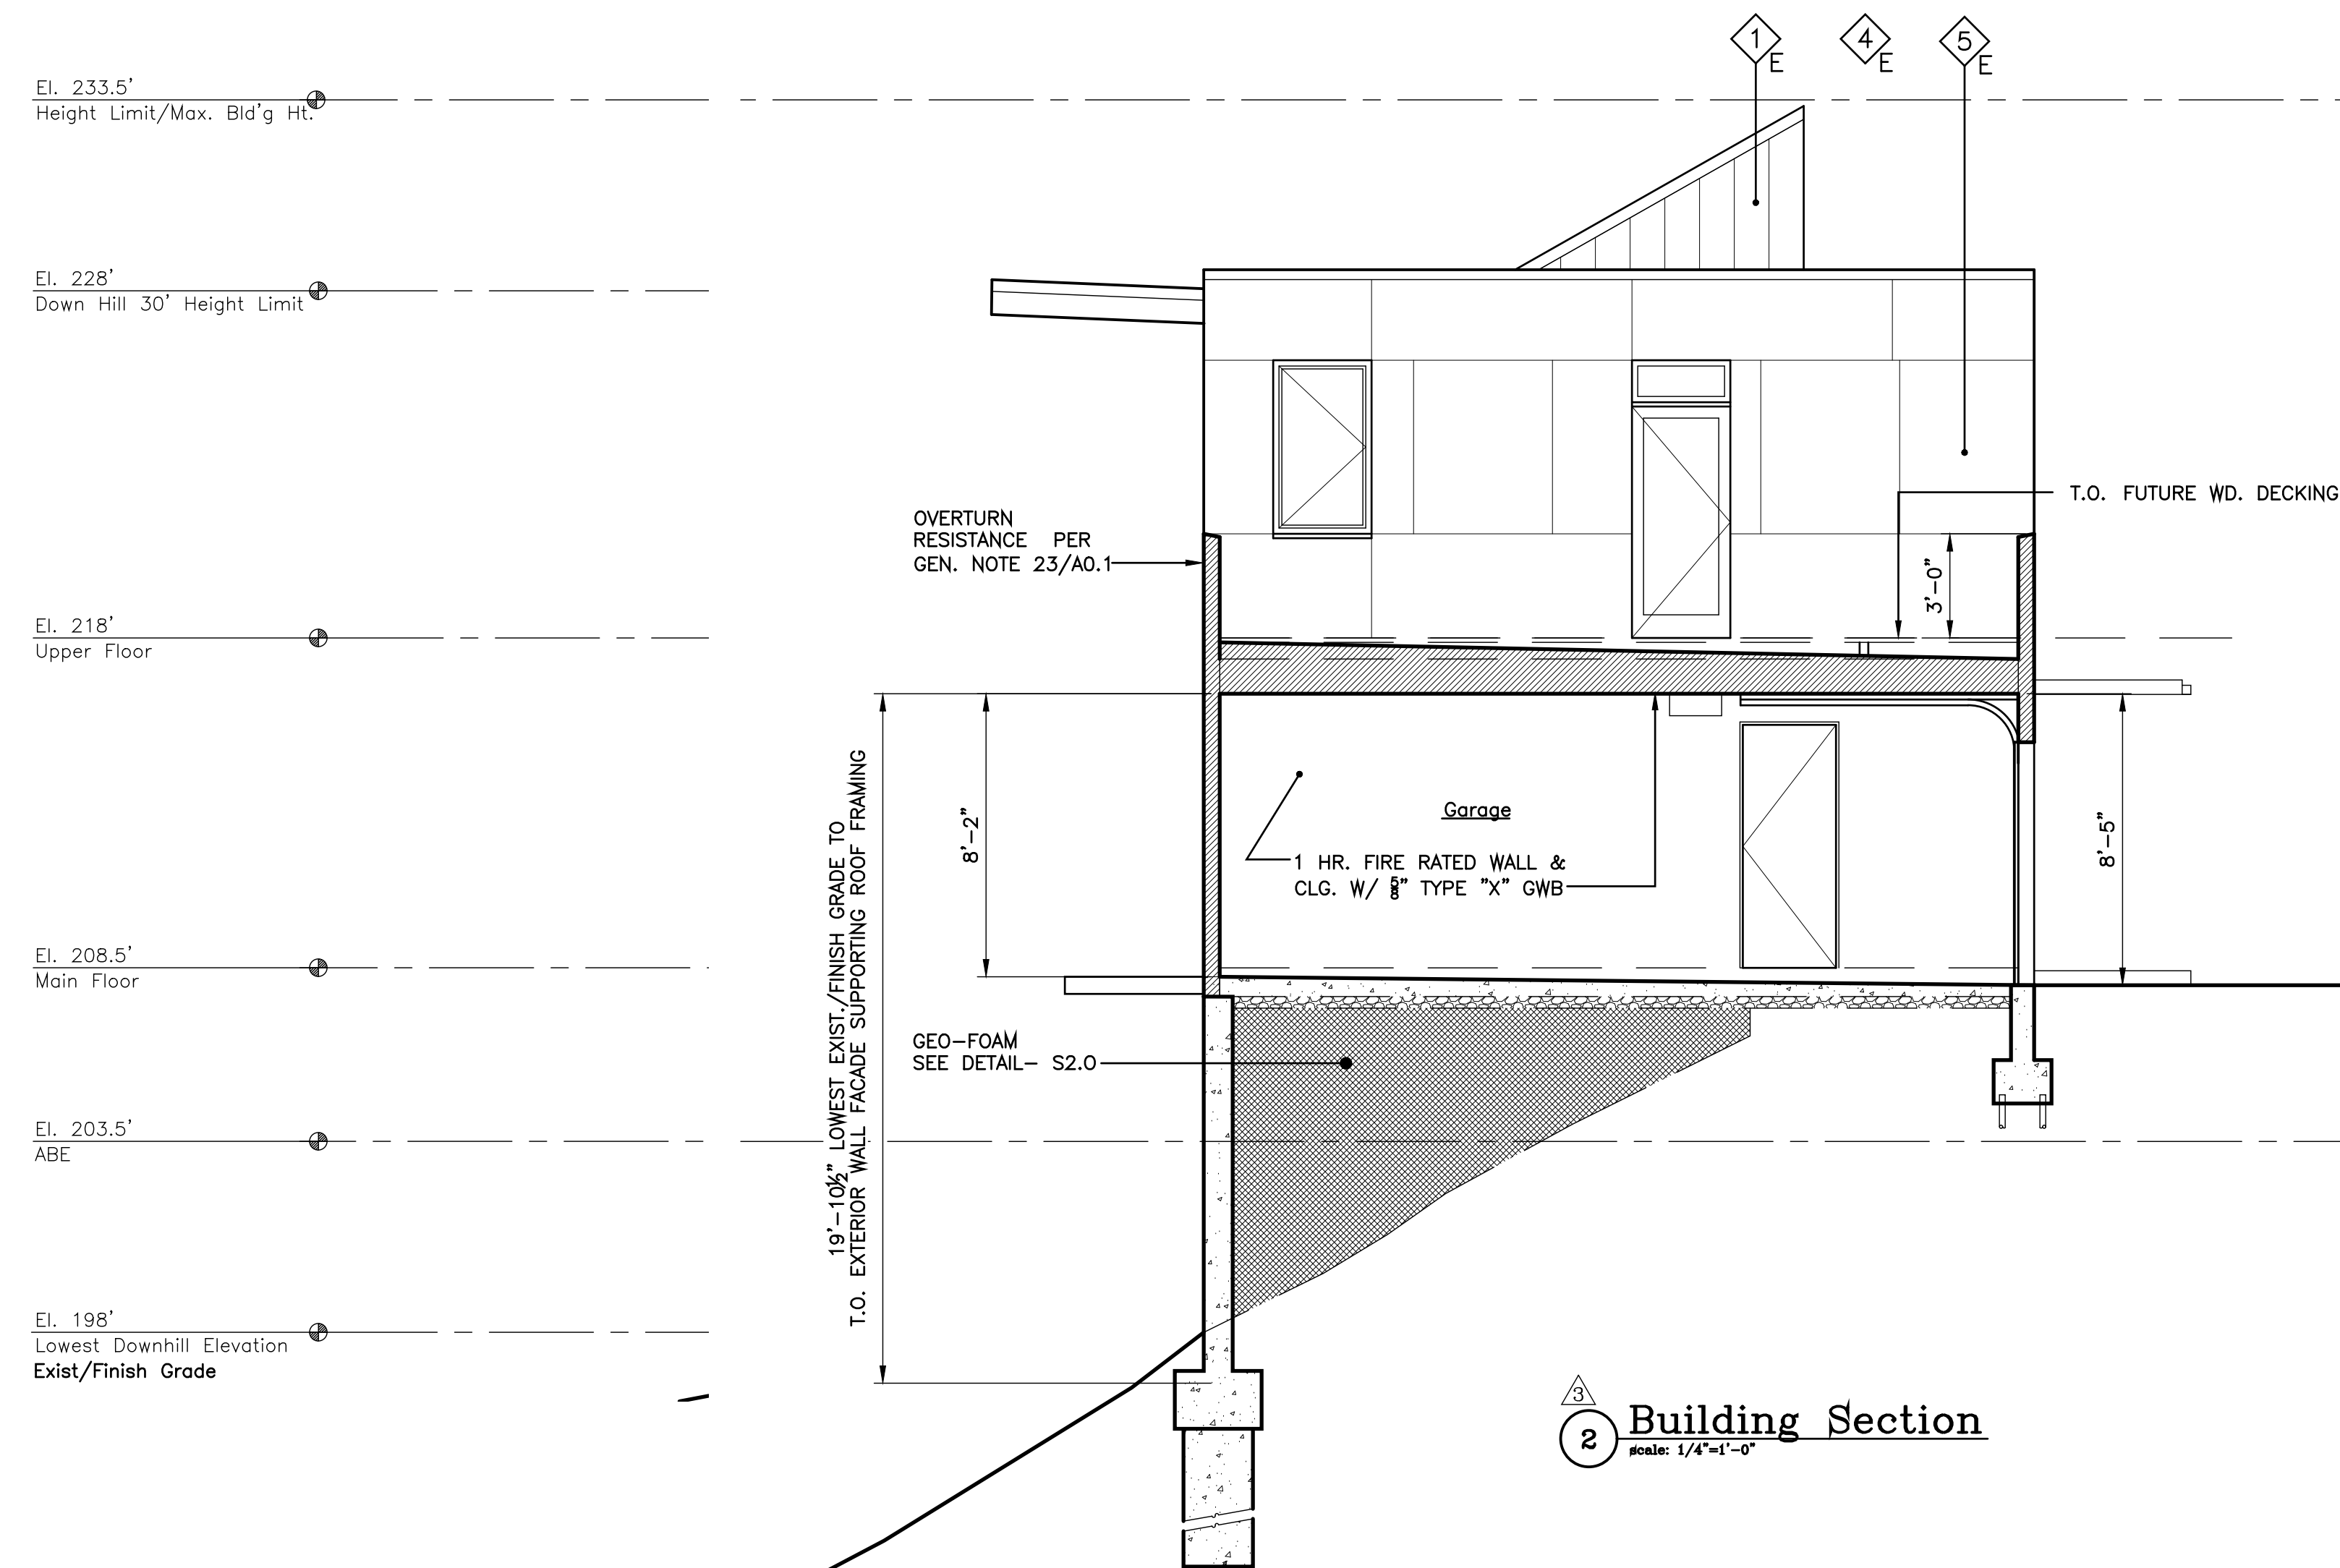 1
E
4
E
5
E
El. 233.5'
Height Limit/Max. Bld'g Ht.
El. 228'
Down Hill 30' Height Limit
T.O. FUTURE WD. DECKING
OVERTURN
RESISTANCE PER
GEN. NOTE 23/A0.1
3'-0"
El. 218'
Upper Floor
8'-2"
Garage
1 HR. FIRE RATED WALL &
CLG. W/ 5/8" TYPE "X" GWB
8'-5"
19'-10½" LOWEST EXIST./FINISH GRADE TO
T.O. EXTERIOR WALL FACADE SUPPORTING ROOF FRAMING
El. 208.5'
Main Floor
GEO-FOAM
SEE DETAIL- S2.0
El. 203.5'
ABE
El. 198'
Lowest Downhill Elevation
Exist/Finish Grade
3
2
Building Section
scale: 1/4"=1'-0"